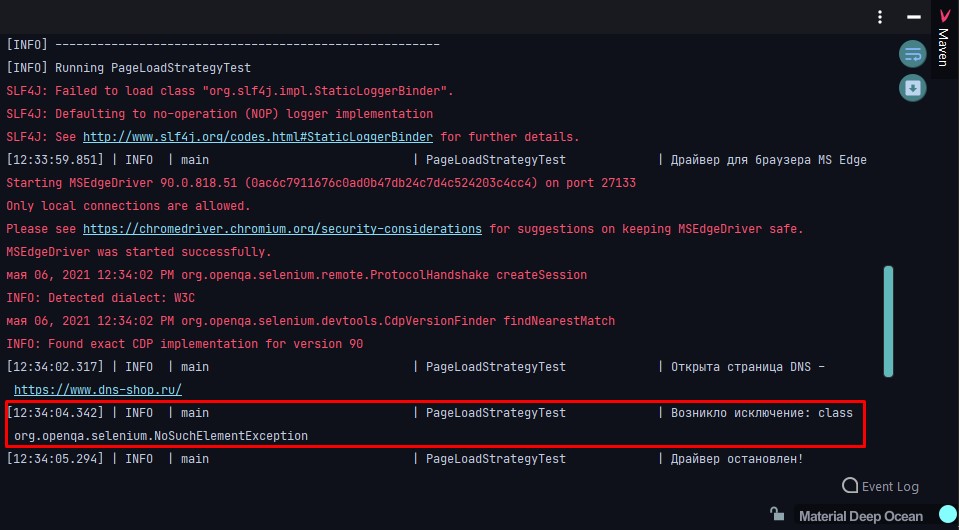 [INFO] -------------------------------------------------------
Maven
[INFO] Running PageLoadStrategyTest
SLF4J: Failed to load class "org.slf4j.impl.StaticLoggerBinder".
SLF4J: Defaulting to no-operation (NOP) logger implementation
SLF4J: See http://www.slf4j.org/codes.html#StaticLoggerBinder for further details.
[12:33:59.851] | INFO | main | PageLoadStrategyTest | Драйвер для браузера MS Edge
Starting MSEdgeDriver 90.0.818.51 (0ac6c7911676c0ad0b47db24c7d4c524203c4cc4) on port 27133
Only local connections are allowed.
Please see https://chromedriver.chromium.org/security-considerations for suggestions on keeping MSEdgeDriver safe.
MSEdgeDriver was started successfully.
мая 06, 2021 12:34:02 PM org.openqa.selenium.remote.ProtocolHandshake createSession
INFO: Detected dialect: W3C
мая 06, 2021 12:34:02 PM org.openqa.selenium.devtools.CdpVersionFinder findNearestMatch
INFO: Found exact CDP implementation for version 90
[12:34:02.317] | INFO | main | PageLoadStrategyTest | Открыта страница DNS -
https://www.dns-shop.ru/
[12:34:04.342] | INFO | main | PageLoadStrategyTest | Возникло исключение: class
org.openqa.selenium.NoSuchElementException
[12:34:05.294] | INFO | main | PageLoadStrategyTest | Драйвер остановлен!
Event Log
Material Deep Ocean